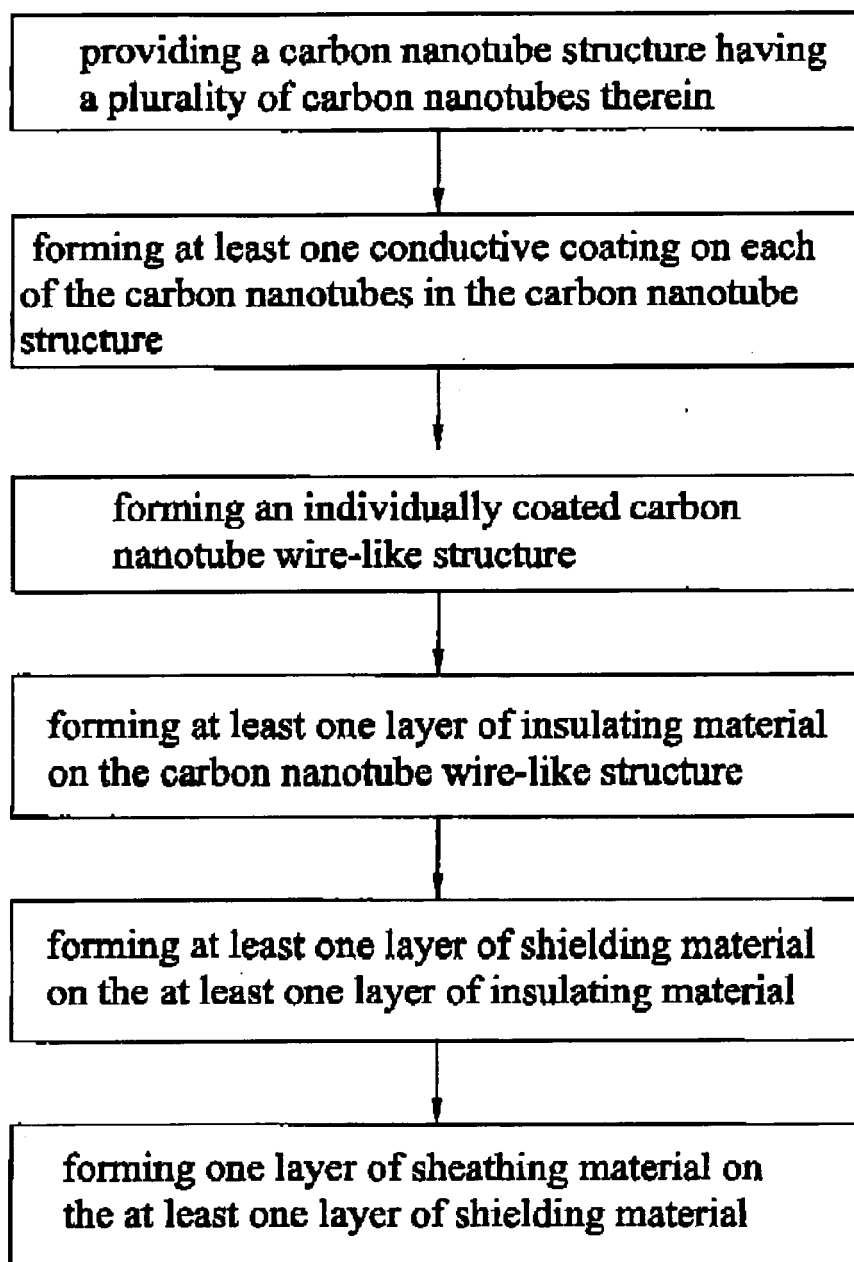 providing a carbon nanotube structure having
a plurality of carbon nanotubes therein
forming at least one conductive coating on each
of the carbon nanotubes in the carbon nanotube
structure
forming an individually coated carbon
nanotube wire-like structure
forming at least one layer of insulating material
on the carbon nanotube wire-like structure
forming at least one layer of shielding material
on the at least one layer of insulating material
forming one layer of sheathing material on
the at least one layer of shielding material